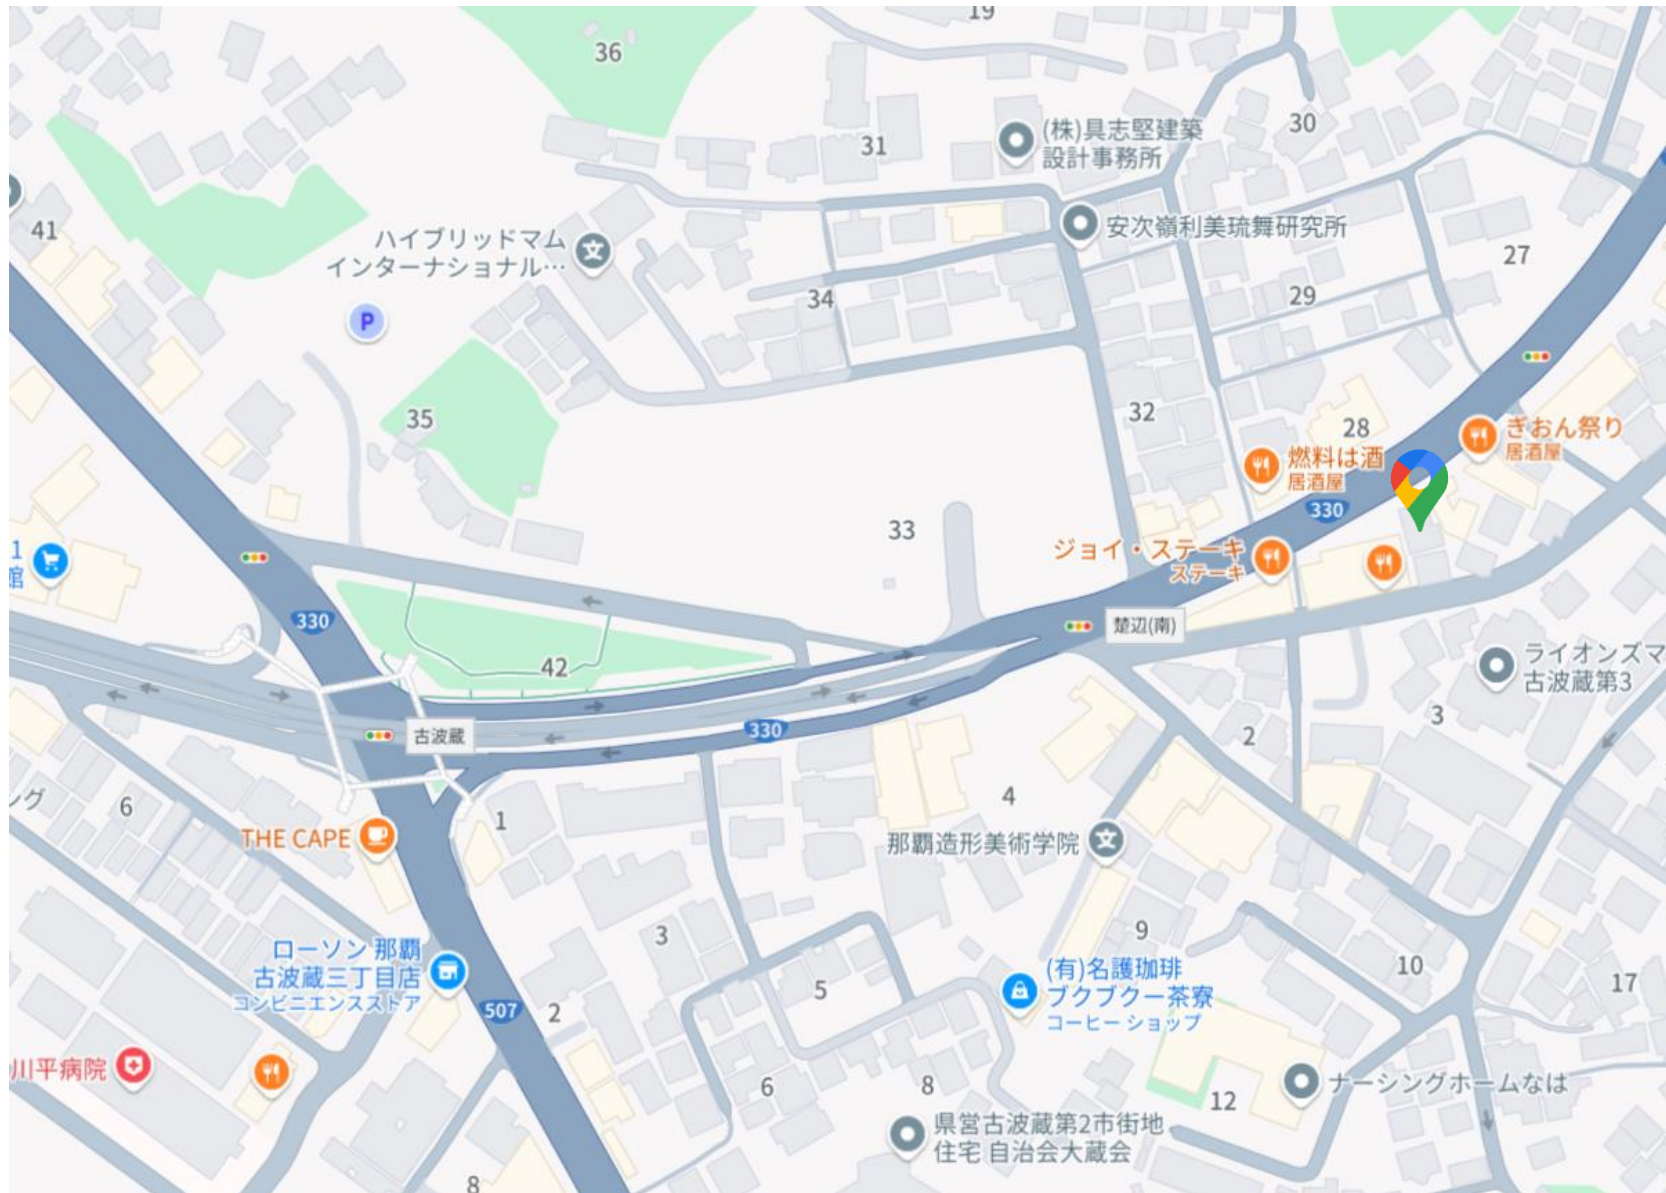 19
36
31
(株)具志堅建築
設計事務所
30
41
ハイブリッドマム
インターナショナル…
安次嶺利美琉舞研究所
27
P
34
29
35
32
28
ぎおん祭り
居酒屋
燃料は酒
居酒屋
330
33
1
館
ジョイ・ステーキ
ステーキ
330
楚辺(南)
42
ライオンズマ
古波蔵第3
3
330
古波蔵
2
ング
6
1
4
THE CAPE
那覇造形美術学院
3
9
ローソン 那覇
古波蔵三丁目店
コンビニエンスストア
5
(有)名護珈琲
ブクブクー茶寮
コーヒー ショップ
10
17
507
2
川平病院
6
8
ナーシングホームなは
12
県営古波蔵第2市街地
住宅 自治会大蔵会
8